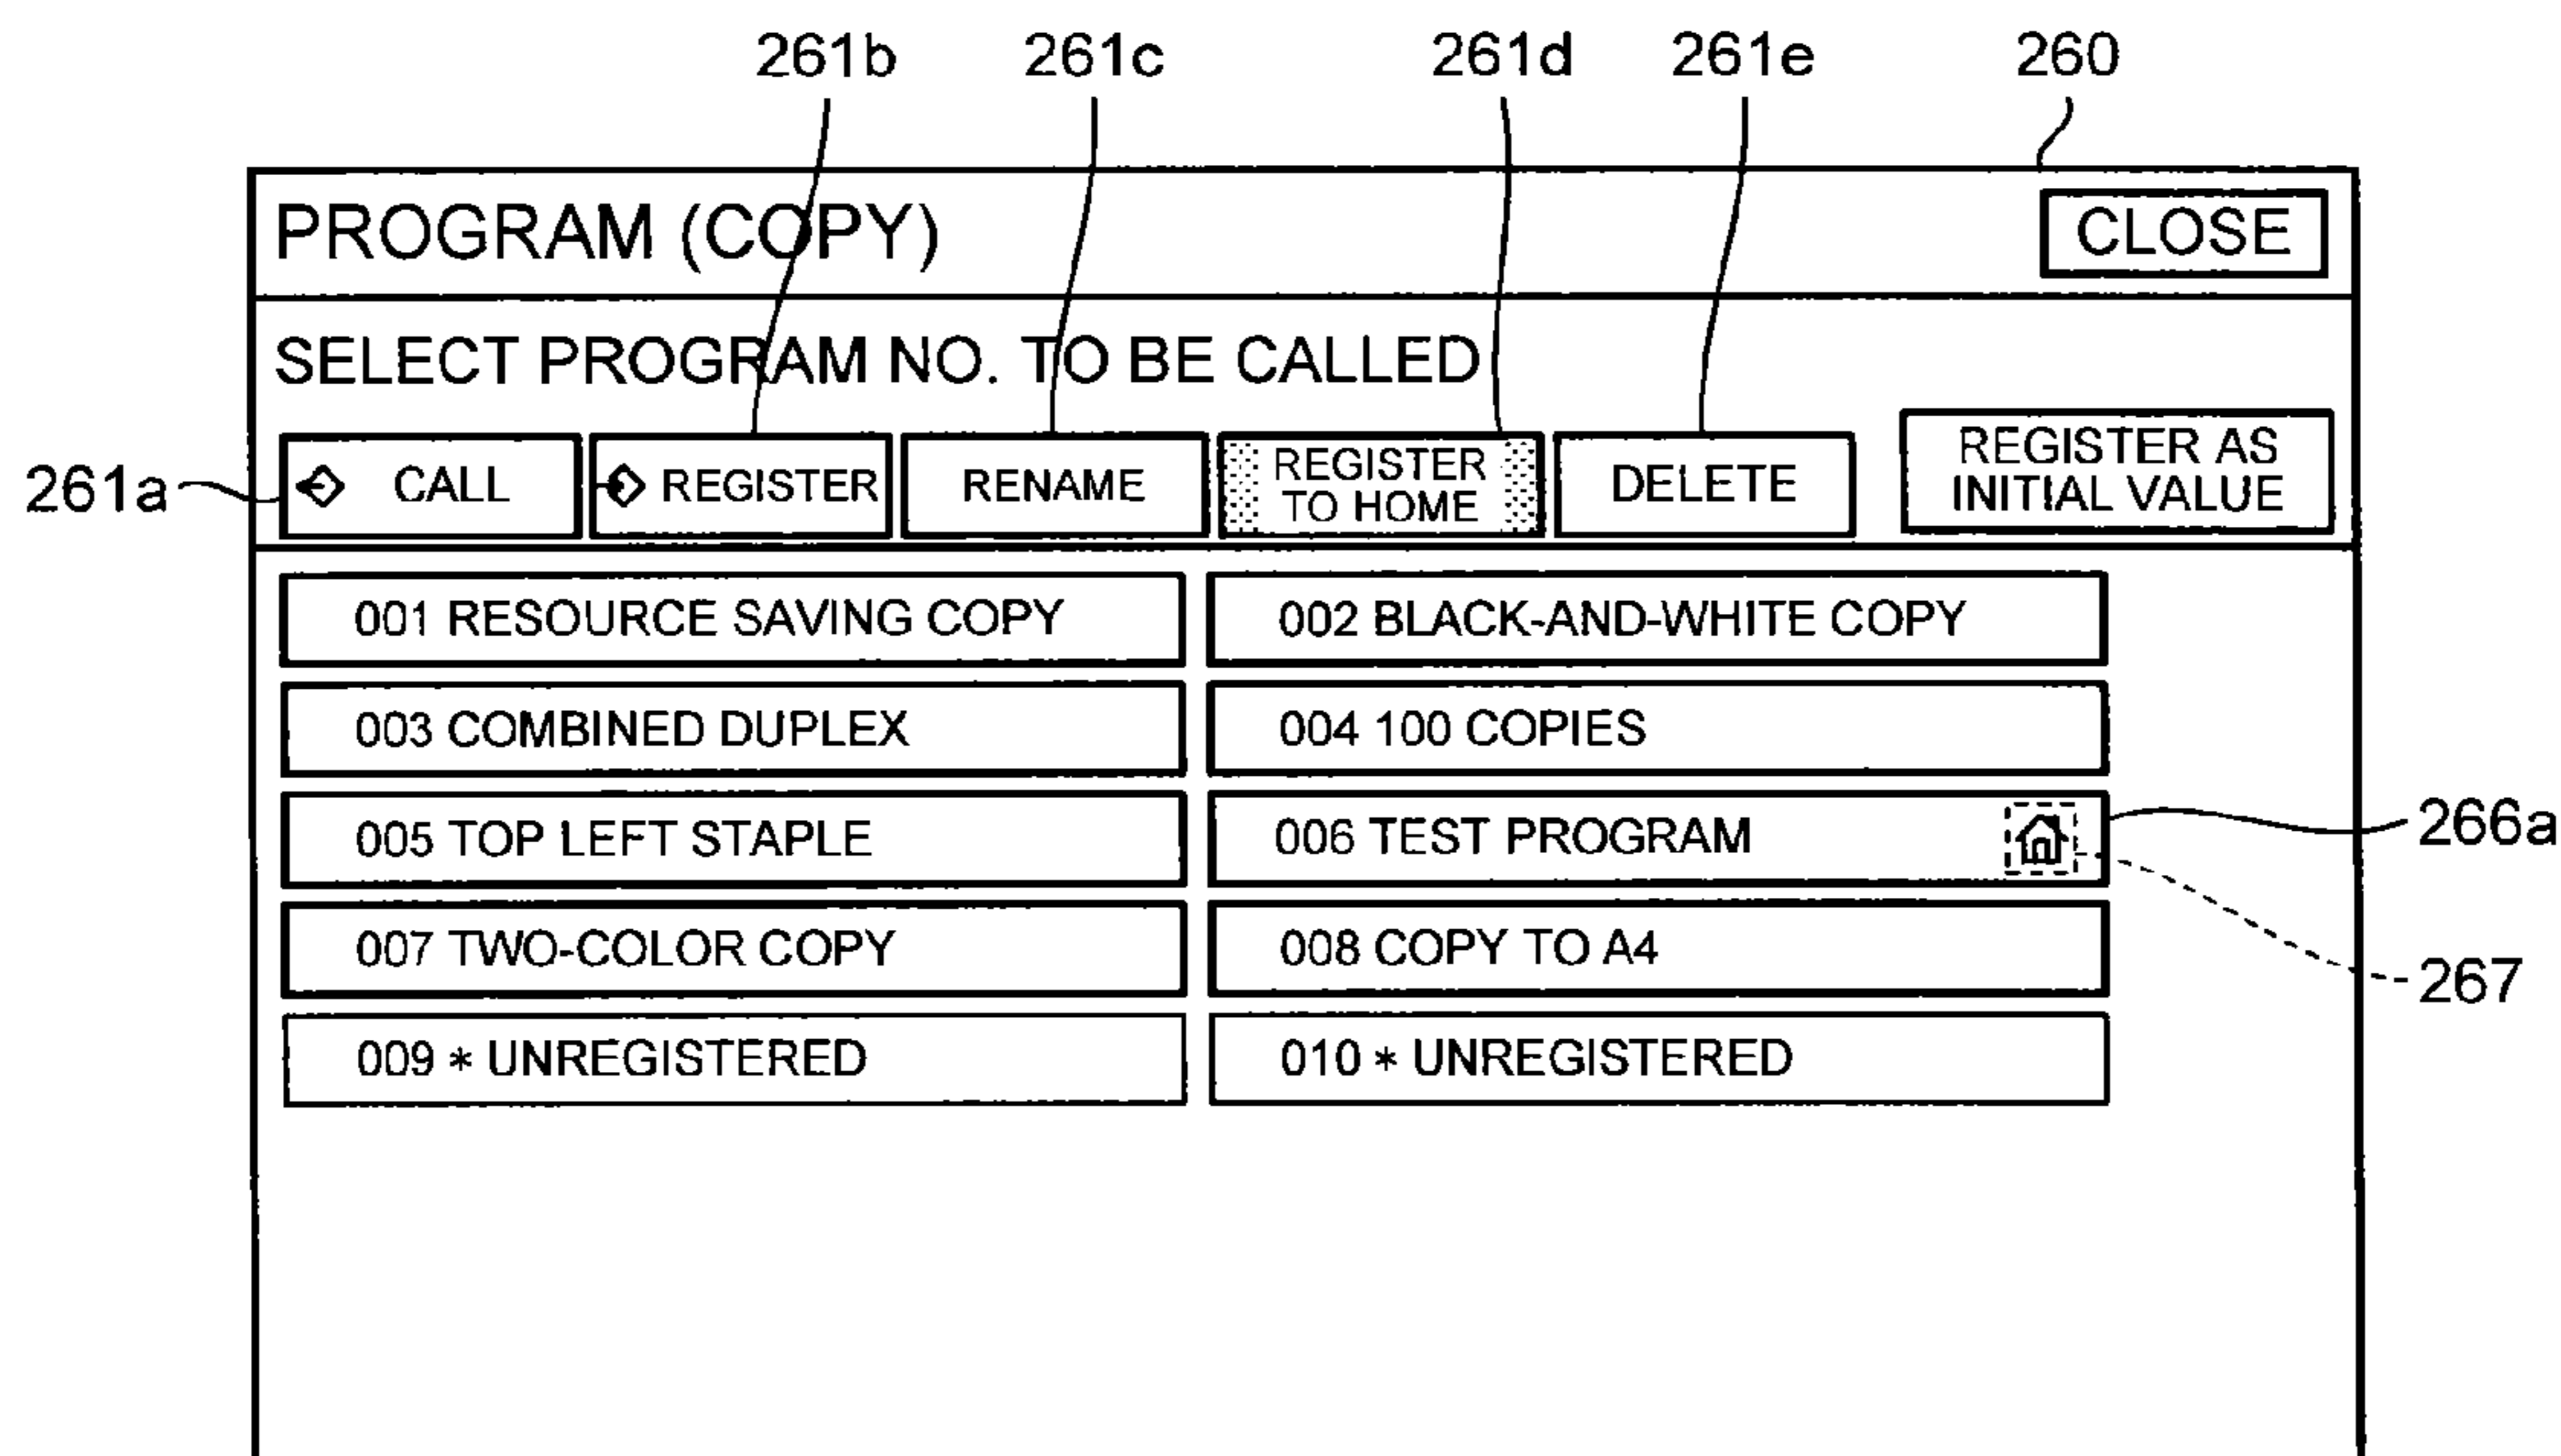 261b 261c 261d 261e 260
PROGRAM (COPY) CLOSE
SELECT PROGRAM NO. TO BE CALLED
261a CALL REGISTER RENAME REGISTER TO HOME DELETE REGISTER AS INITIAL VALUE
001 RESOURCE SAVING COPY 002 BLACK-AND-WHITE COPY
003 COMBINED DUPLEX 004 100 COPIES
005 TOP LEFT STAPLE 006 TEST PROGRAM 266a
007 TWO-COLOR COPY 008 COPY TO A4 267
009 * UNREGISTERED 010 * UNREGISTERED